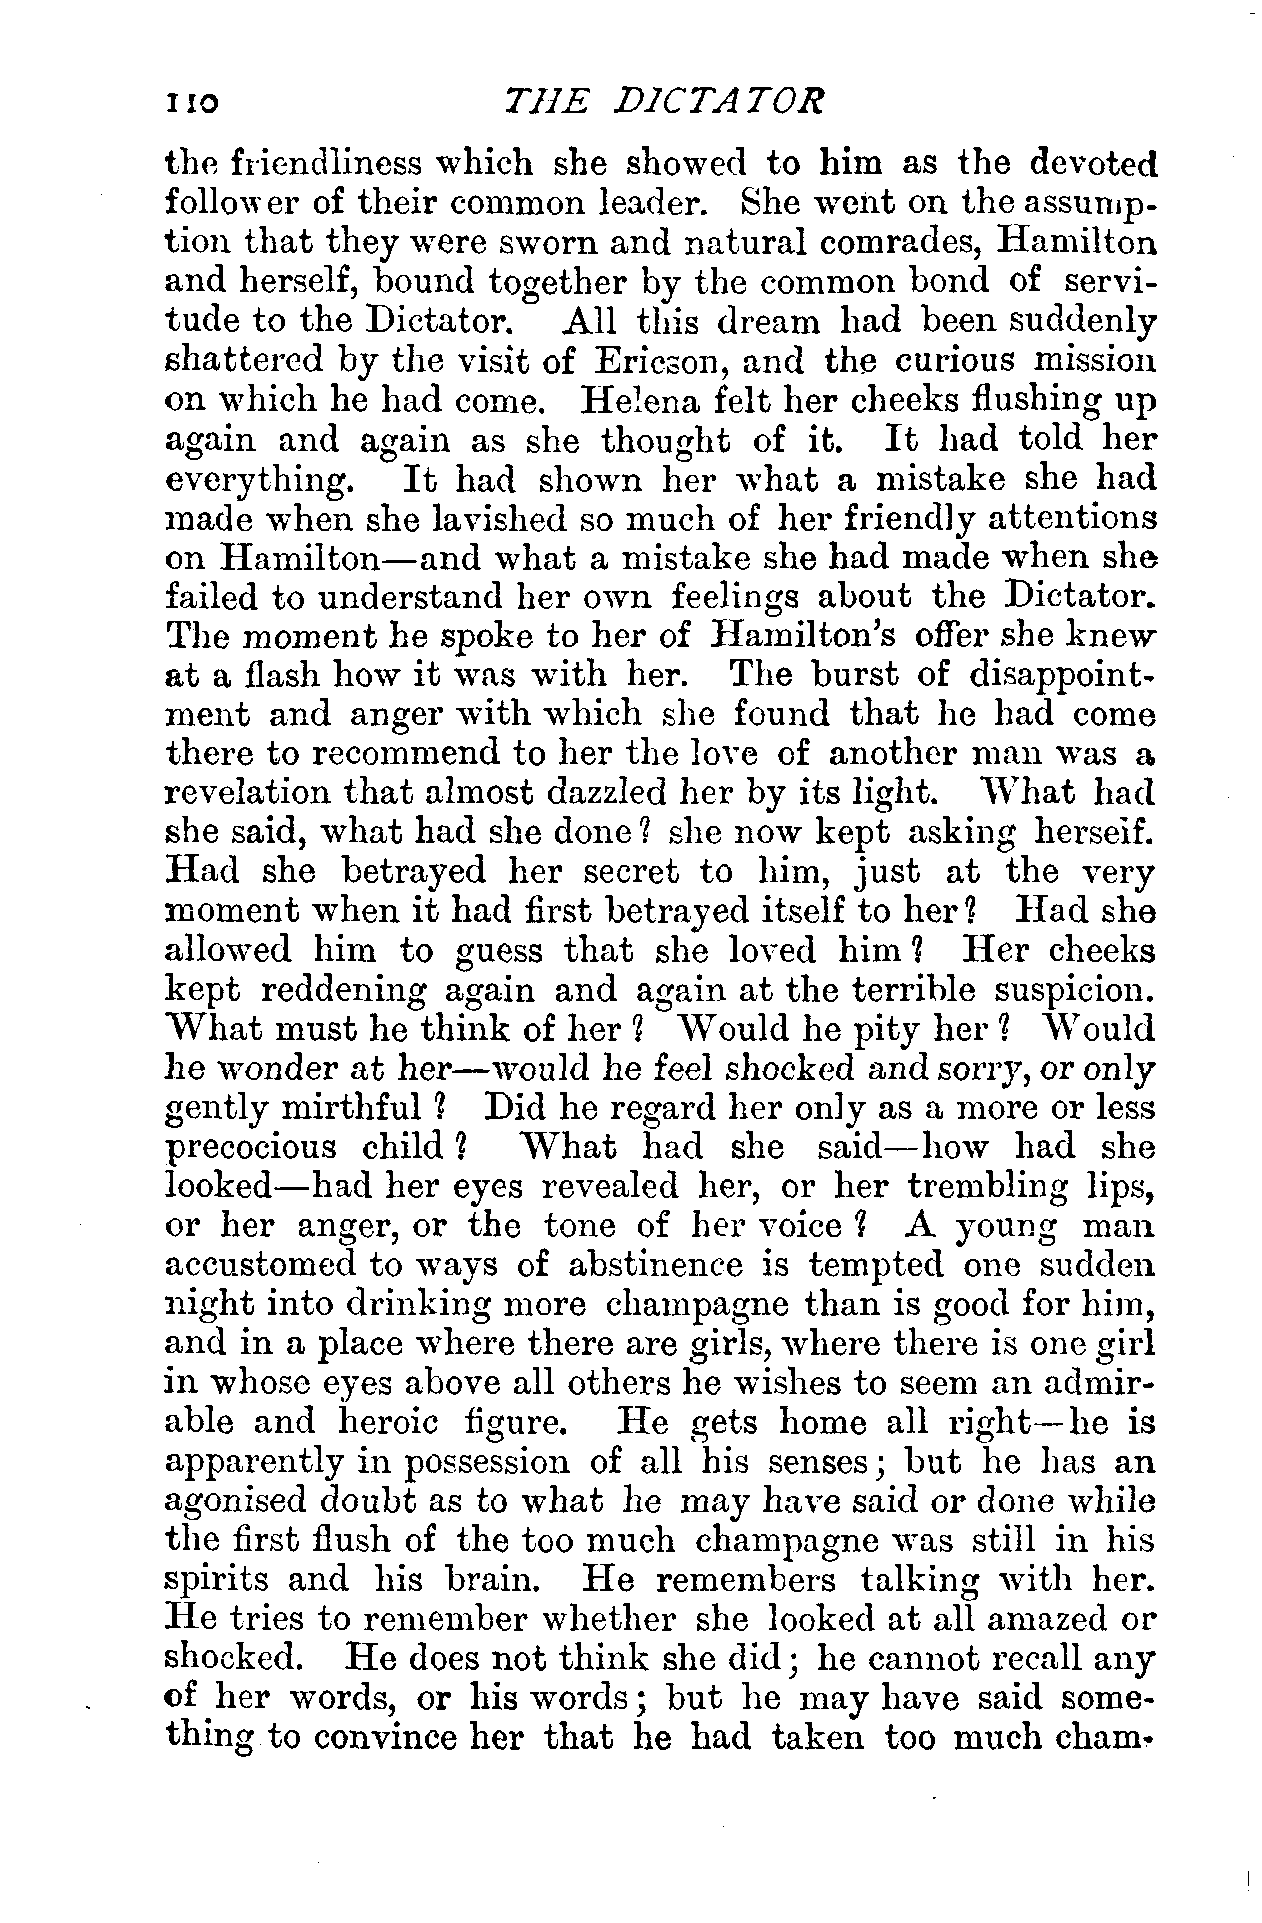 110 THE DICTATOR
the friendliness which she showed to him as the devoted
follower of their common leader. She went on the assump-
tion that they were sworn and natural comrades, Hamilton
and herself, bound together by the common bond of servi-
tude to the Dictator. All this dream had been suddenly
shattered by the visit of Ericson, and the curious mission
on which he had come. Helena felt her cheeks flushing up
again and again as she thought of it. It had told her
everything. It had shown her what a mistake she had
made when she lavished so much of her friendly attentions
on Hamilton—and what a mistake she had made when she
failed to understand her own feelings about the Dictator.
The moment he spoke to her of Hamilton's offer she knew
at a flash how it was with her. The burst of disappoint-
ment and anger with which she found that he had come
there to recommend to her the love of another man was a
revelation that almost dazzled her by its light. What had
she said, what had she done? she now kept asking herself.
Had she betrayed her secret to him, just at the very
moment when it had first betrayed itself to her? Had she
allowed him to guess that she loved him? Her cheeks
kept reddening again and again at the terrible suspicion.
What must he think of her? Would he pity her? Would
he wonder at her—would he feel shocked and sorry, or only
gently mirthful? Did he regard her only as a more or less
precocious child? What had she said—how had she
looked—had her eyes revealed her, or her trembling lips,
or her anger, or the tone of her voice? A young man
accustomed to ways of abstinence is tempted one sudden
night into drinking more champagne than is good for him,
and in a place where there are girls, where there is one girl
in whose eyes above all others he wishes to seem an admir-
able and heroic figure. He gets home all right—he is
apparently in possession of all his senses; but he has an
agonised doubt as to what he may have said or done while
the first flush of the too much champagne was still in his
spirits and his brain. He remembers talking with her.
He tries to remember whether she looked at all amazed or
shocked. He does not think she did; he cannot recall any
of her words, or his words; but he may have said some-
thing to convince her that he had taken too much cham-